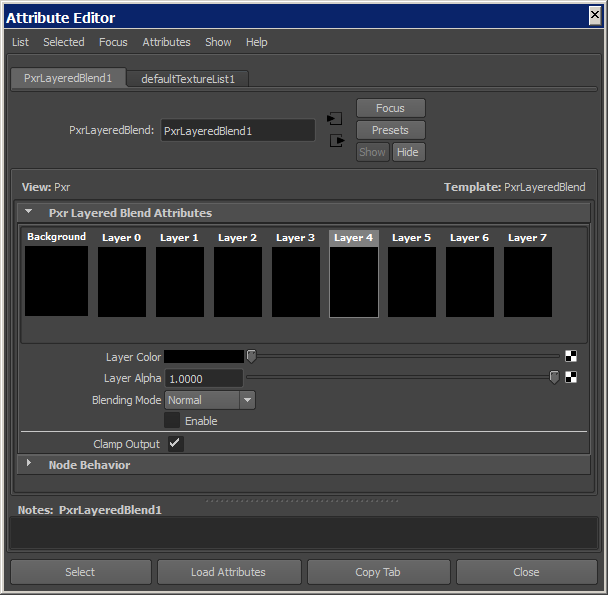 Attribute Editor
List Selected Focus Attributes Show Help
PxrLayeredBlend1 defaultTextureList1
Focus
PxrLayeredBlend: PxrLayeredBlend1 Presets
Show Hide
View: Pxr Template: PxrLayeredBlend
Pxr Layered Blend Attributes
Background Layer 0 Layer 1 Layer 2 Layer 3 Layer 4 Layer 5 Layer 6 Layer 7
Layer Color
Layer Alpha 1.0000
Blending Mode Normal
Enable
Clamp Output
Node Behavior
Notes: PxrLayeredBlend1
Select Load Attributes Copy Tab Close